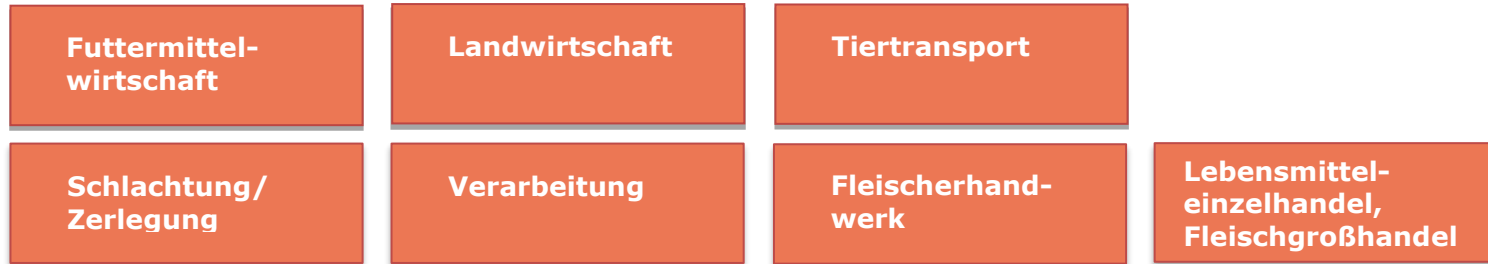 Futtermittel-
wirtschaft
Landwirtschaft
Tiertransport
Schlachtung/
Zerlegung
Verarbeitung
Fleischerhand-
werk
Lebensmittel-
einzelhandel,
Fleischgroßhandel